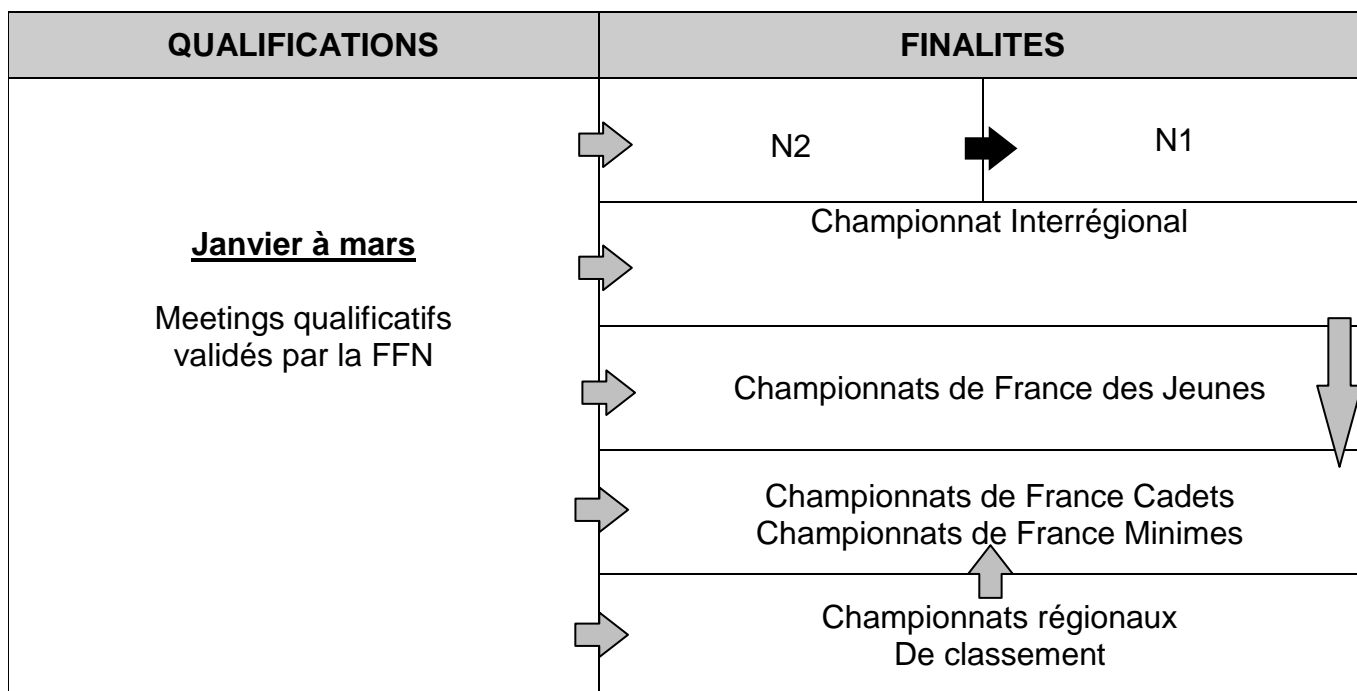 QUALIFICATIONS
FINALITES
Janvier à mars
Meetings qualificatifs
validés par la FFN
N2
N1
Championnat Interrégional
Championnats de France des Jeunes
Championnats de France Cadets
Championnats de France Minimes
Championnats régionaux
De classement